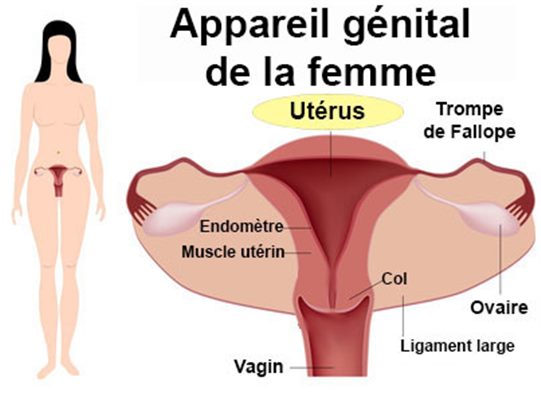 Appareil génital
de la femme
Utérus
Trompe
de Fallope
Endomètre
Muscle utérin
Col
Ovaire
Ligament large
Vagin